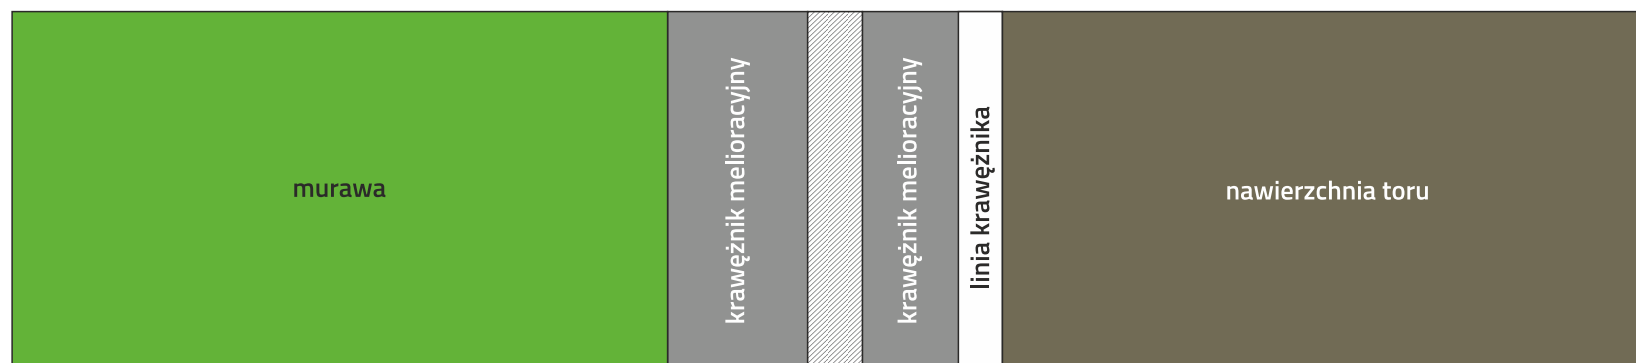 murawa
krawężnik melioracyjny
krawężnik melioracyjny
linia krawężnika
nawierzchnia toru